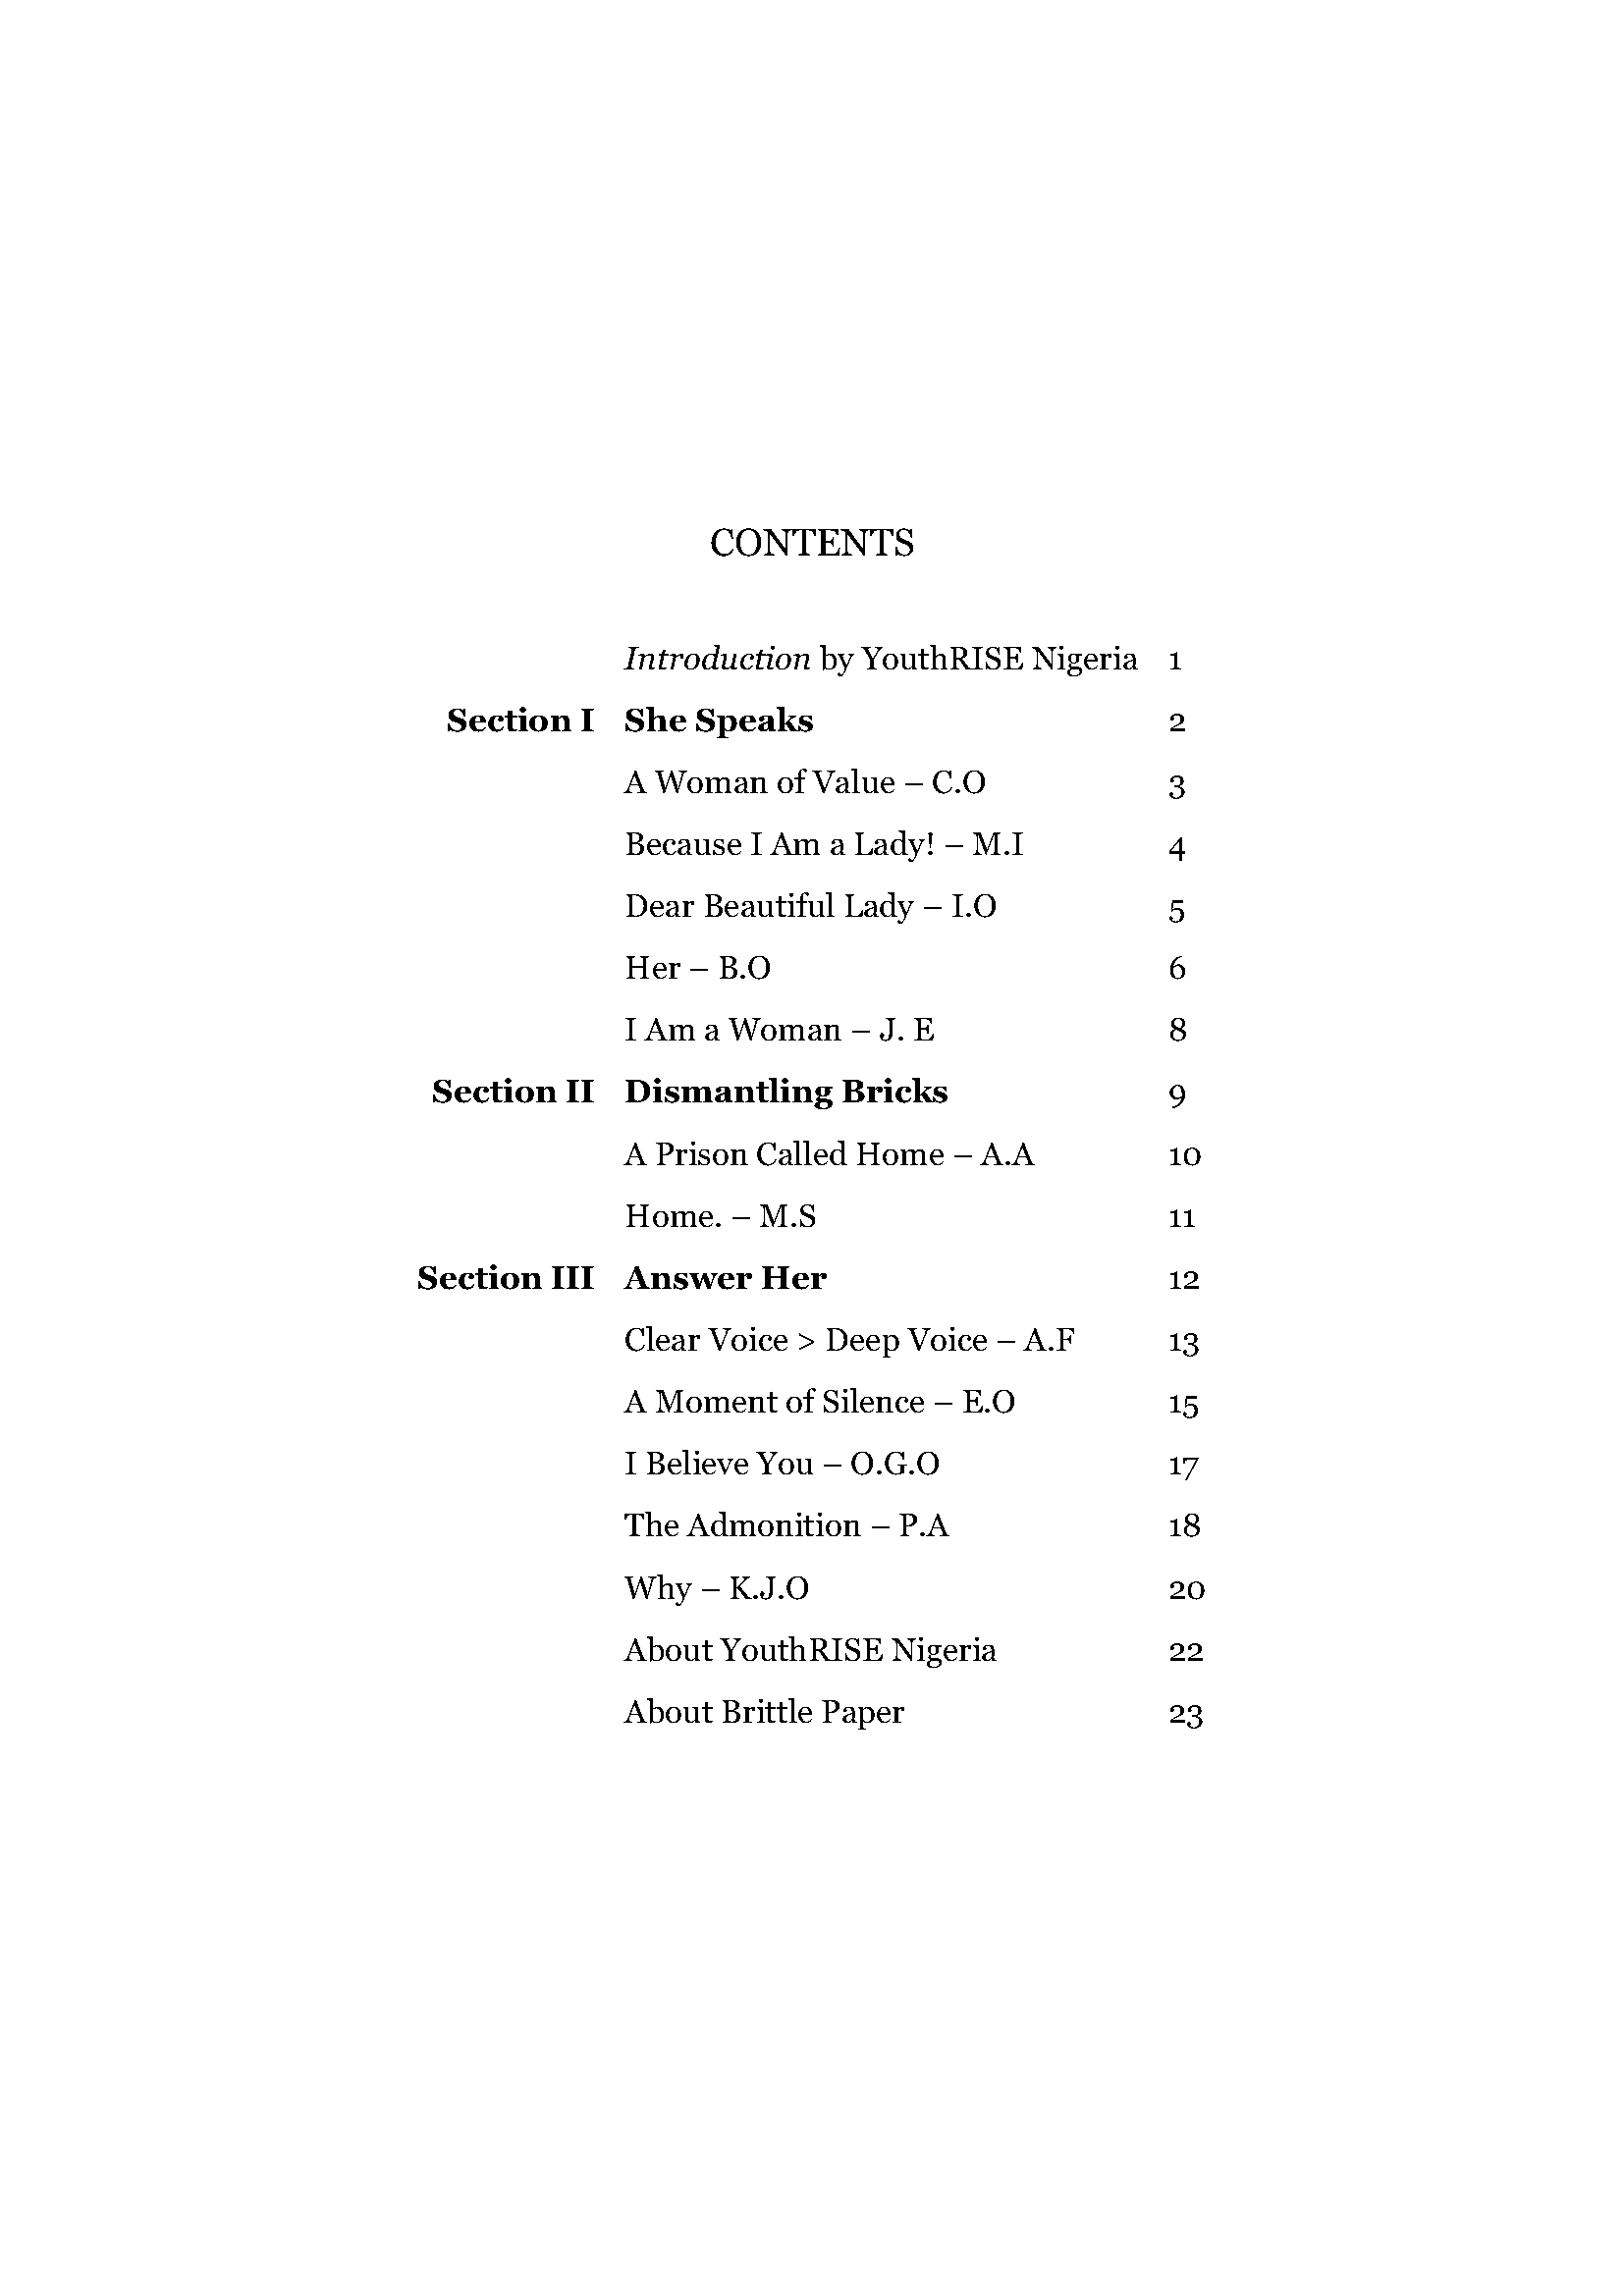 CONTENTS
Introduction by YouthRISE Nigeria 1
Section I She Speaks 2
A Woman of Value – C.O 3
Because I Am a Lady! – M.I 4
Dear Beautiful Lady – I.O 5
Her – B.O 6
I Am a Woman – J. E 8
Section II Dismantling Bricks 9
A Prison Called Home – A.A 10
Home. – M.S 11
Section III Answer Her 12
Clear Voice > Deep Voice – A.F 13
A Moment of Silence – E.O 15
I Believe You – O.G.O 17
The Admonition – P.A 18
Why – K.J.O 20
About YouthRISE Nigeria 22
About Brittle Paper 23